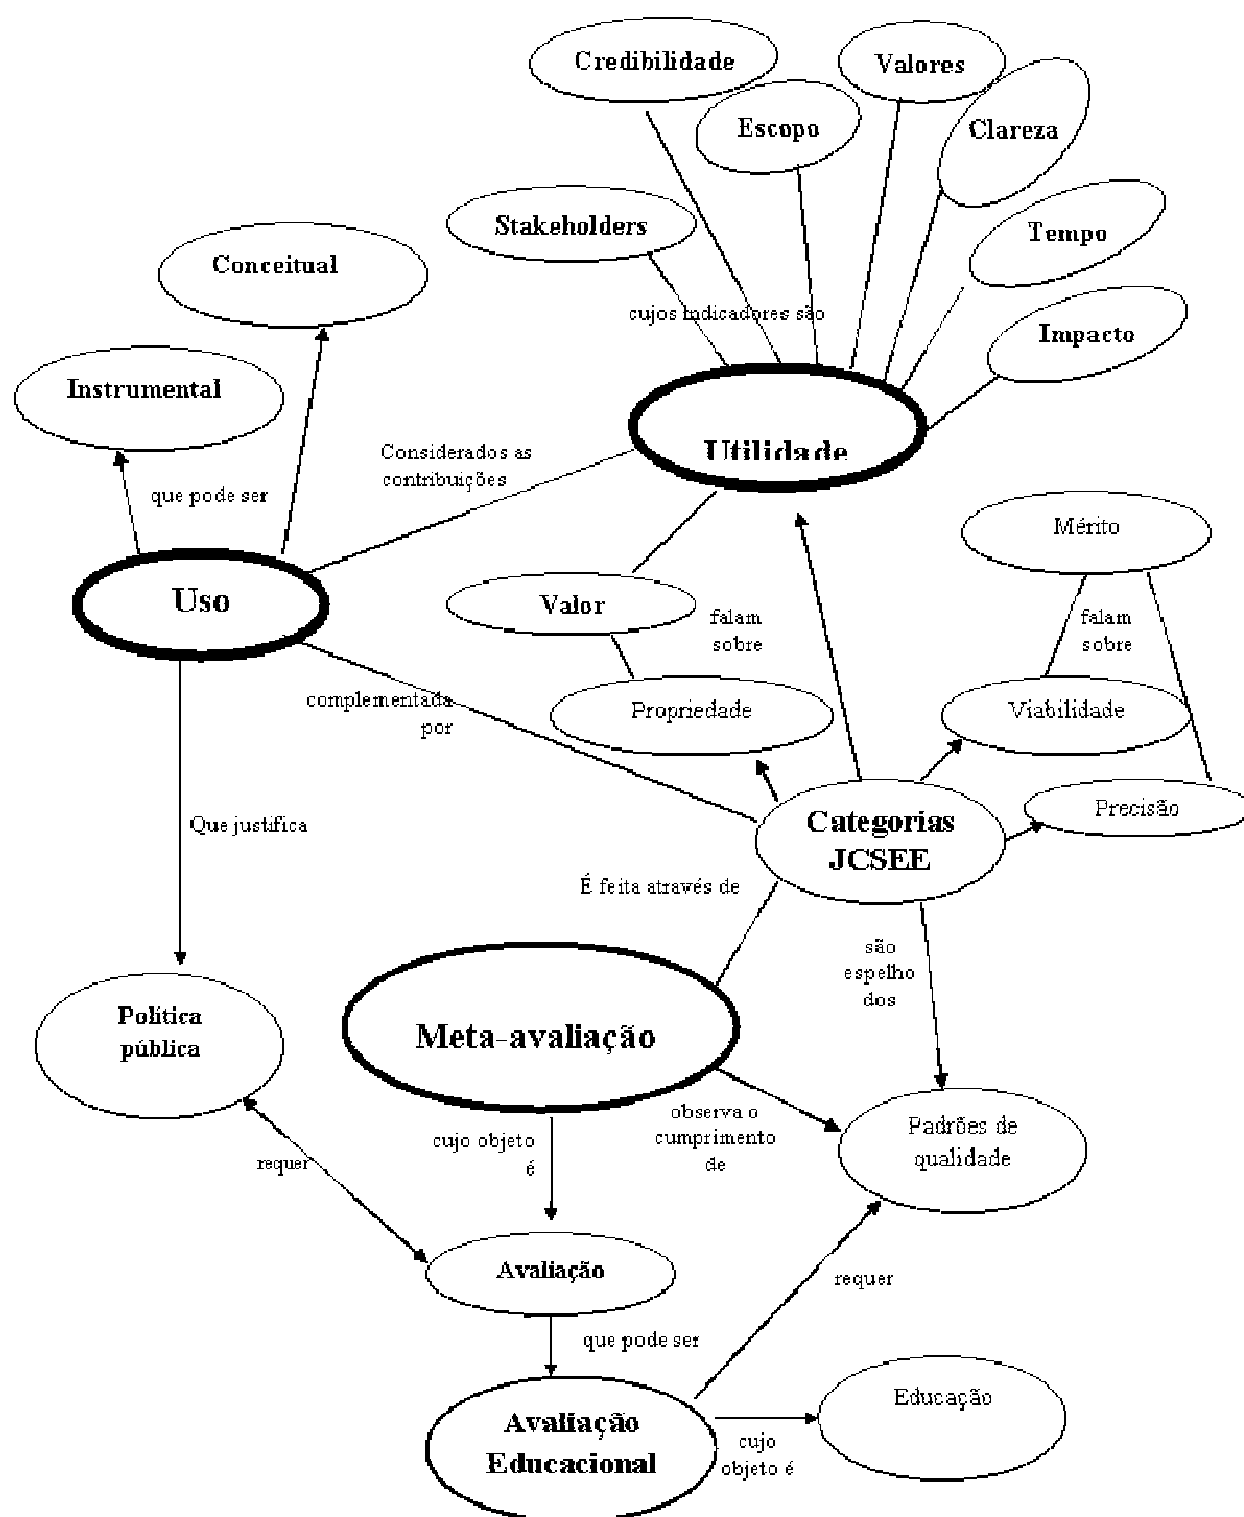 Credibilidade
Valores
Escopo
Clareza
Stakeholders
Tempo
Conceitual
cujos indicadores são
Impacto
Instrumental
Utilidade
Considerados as
contribuições
que pode ser
Mérito
Uso
Valor
falam
sobre
falam
sobre
complementada
por
Propriedade
Viabilidade
Precisão
Categorias
JCSEE
Que justifica
É feita através de
são
espelho
dos
Política
pública
Meta-avaliação
observa o
cumprimento
de
Padrões de
qualidade
cujo objeto
é
requer
Avaliação
requer
que pode ser
Educação
Avaliação
Educacional
cujo
objeto é